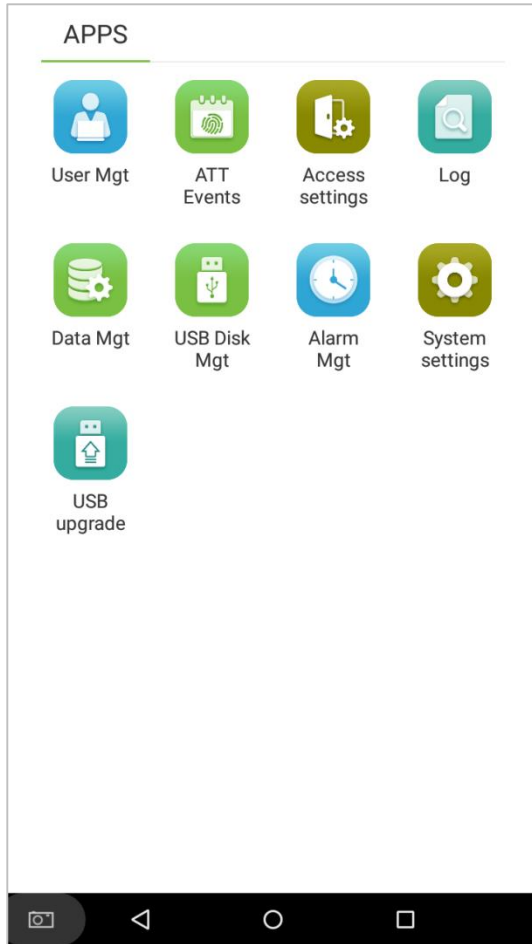 APPS
User Mgt
ATT
Events
Access
settings
Log
Data Mgt
USB Disk
Mgt
Alarm
Mgt
System
settings
USB
upgrade